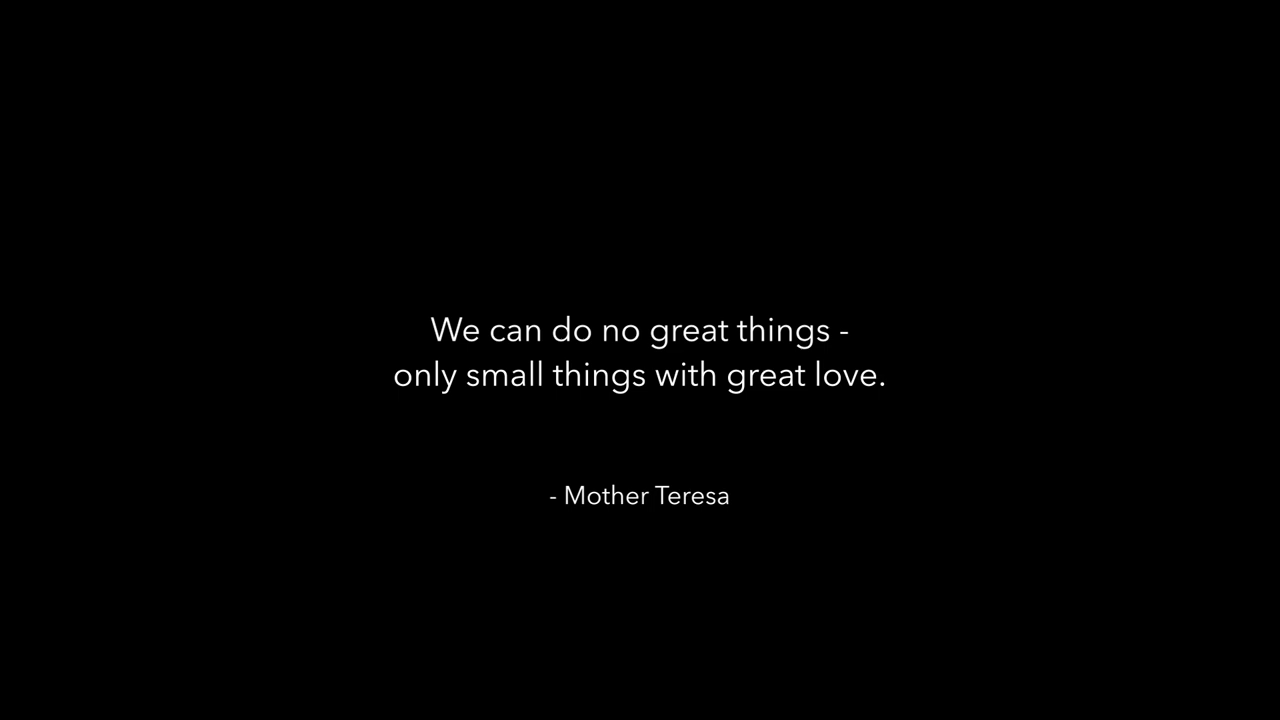 We can do no great things -
only small things with great love.
- Mother Teresa